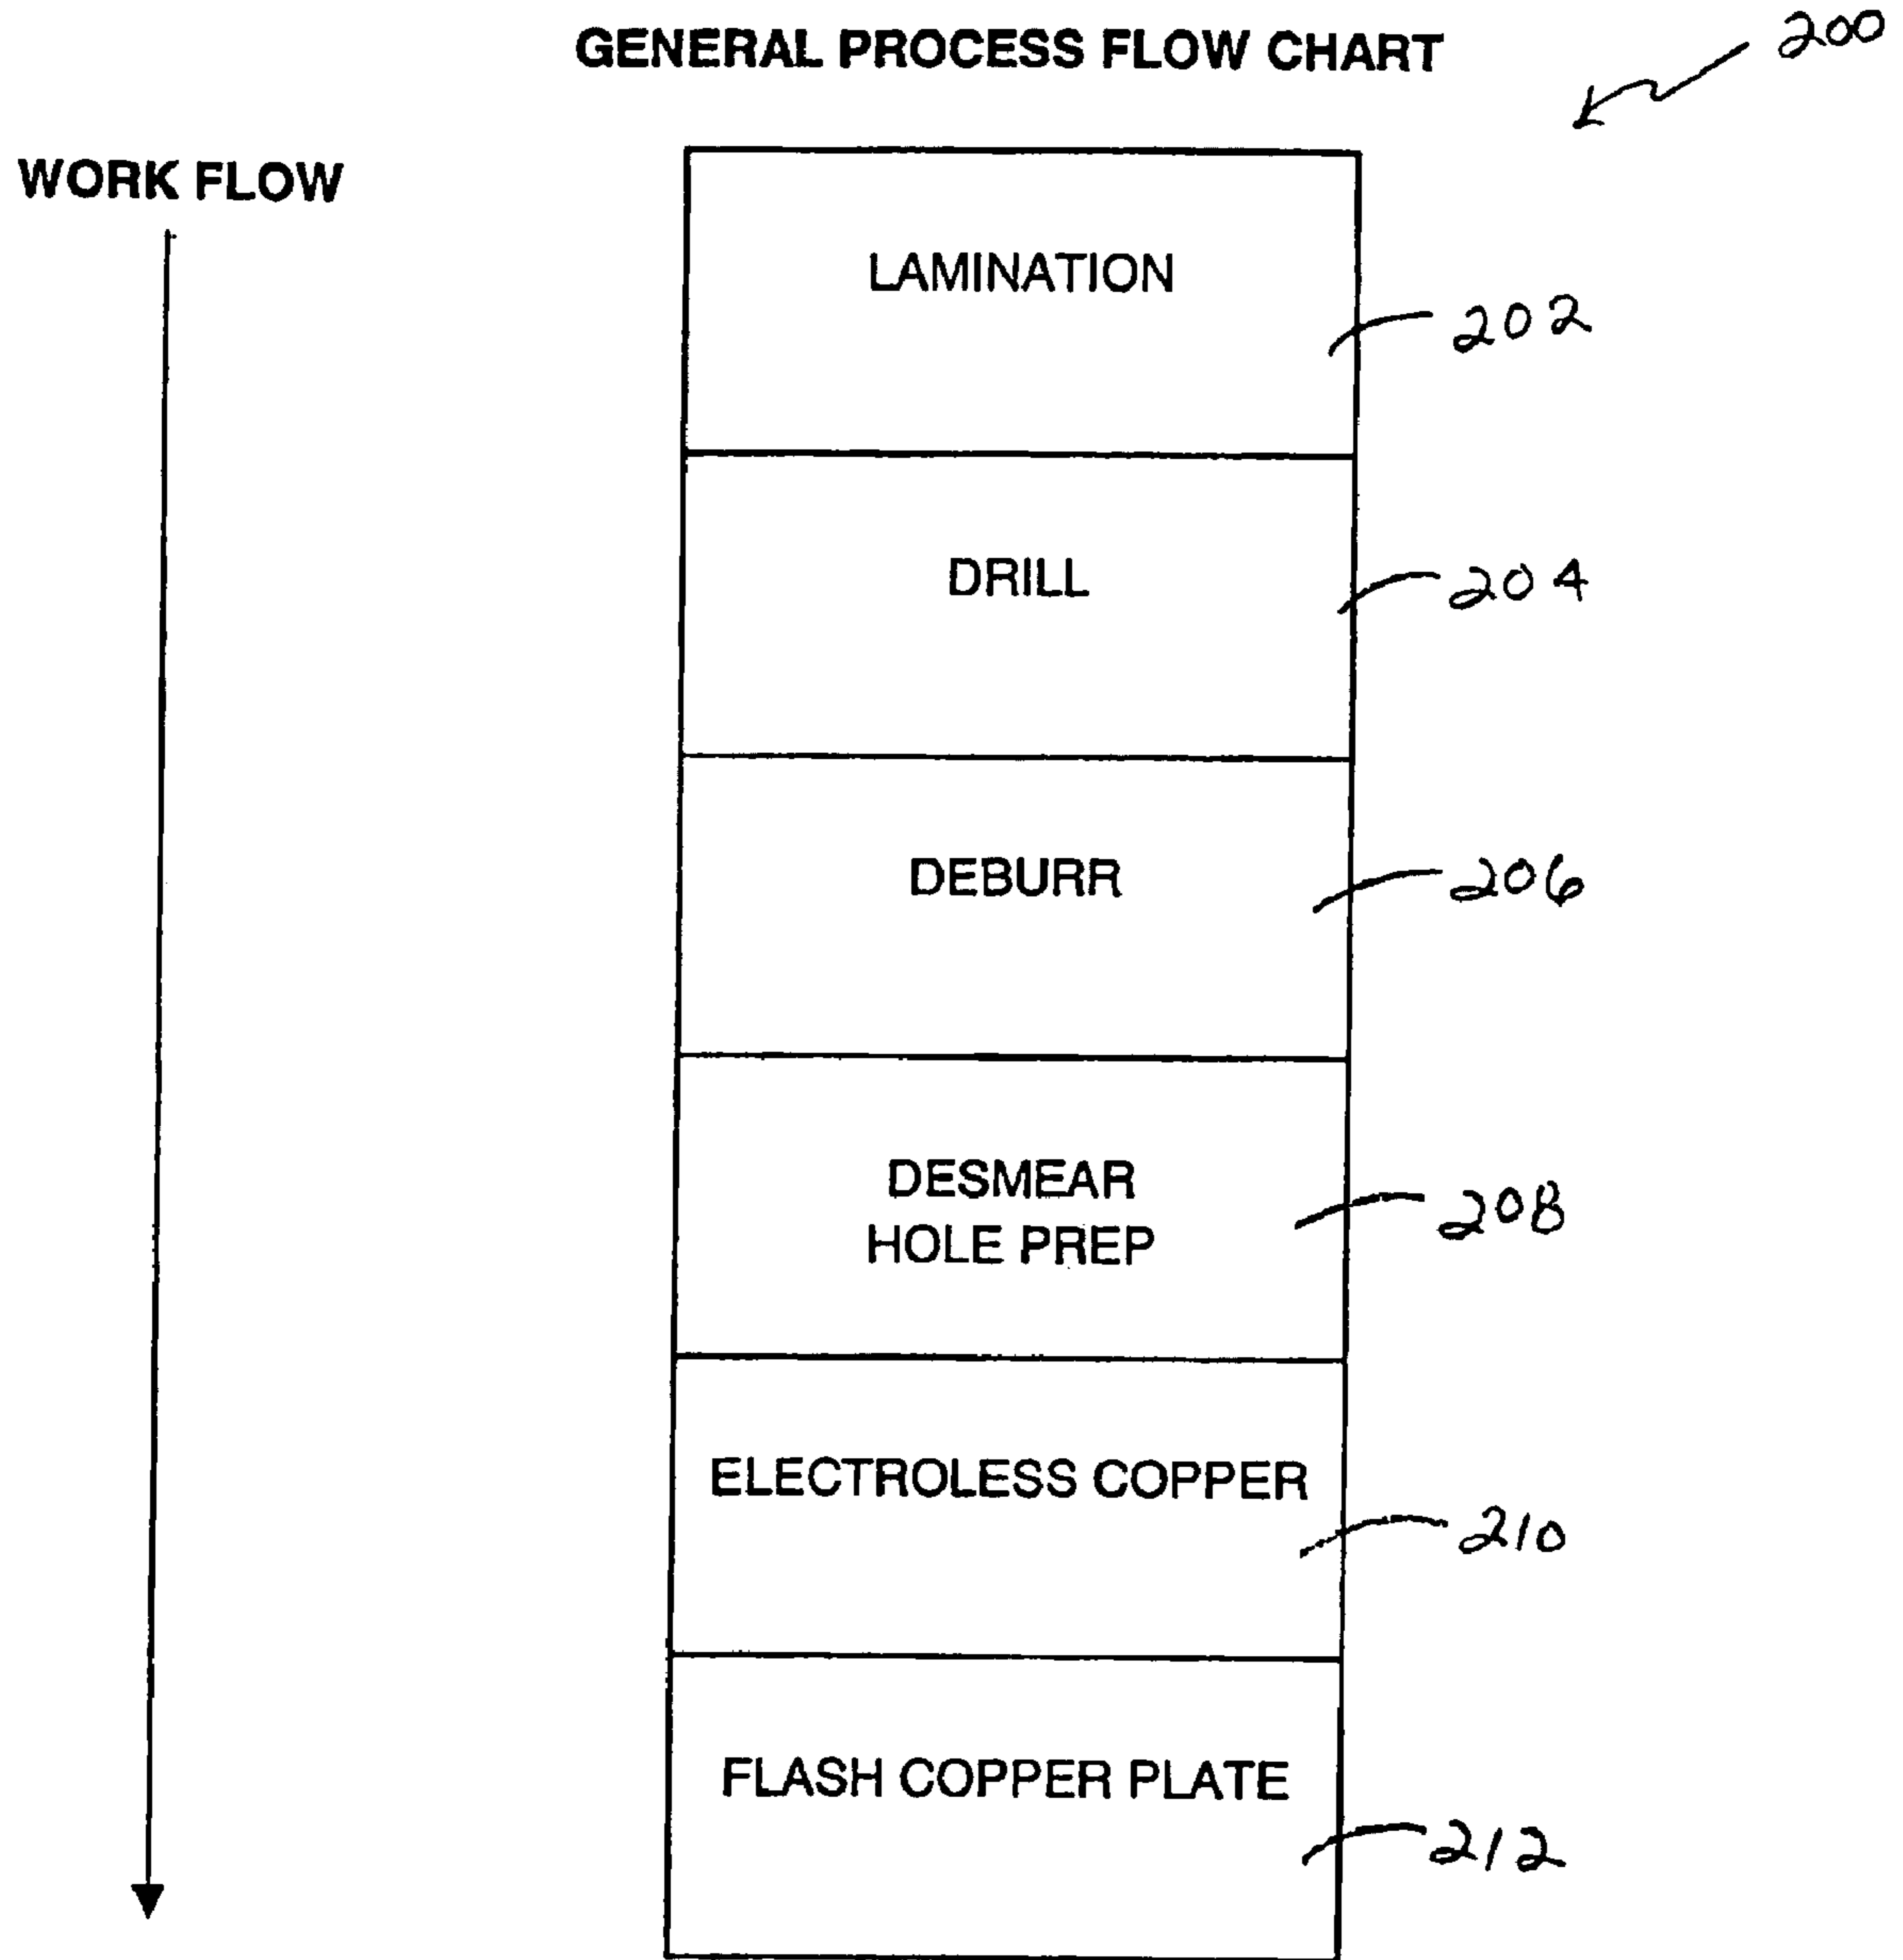 GENERAL PROCESS FLOW CHART
200
WORK FLOW
LAMINATION
202
DRILL
204
DEBURR
206
DESMEAR
HOLE PREP
208
ELECTROLESS COPPER
210
FLASH COPPER PLATE
212